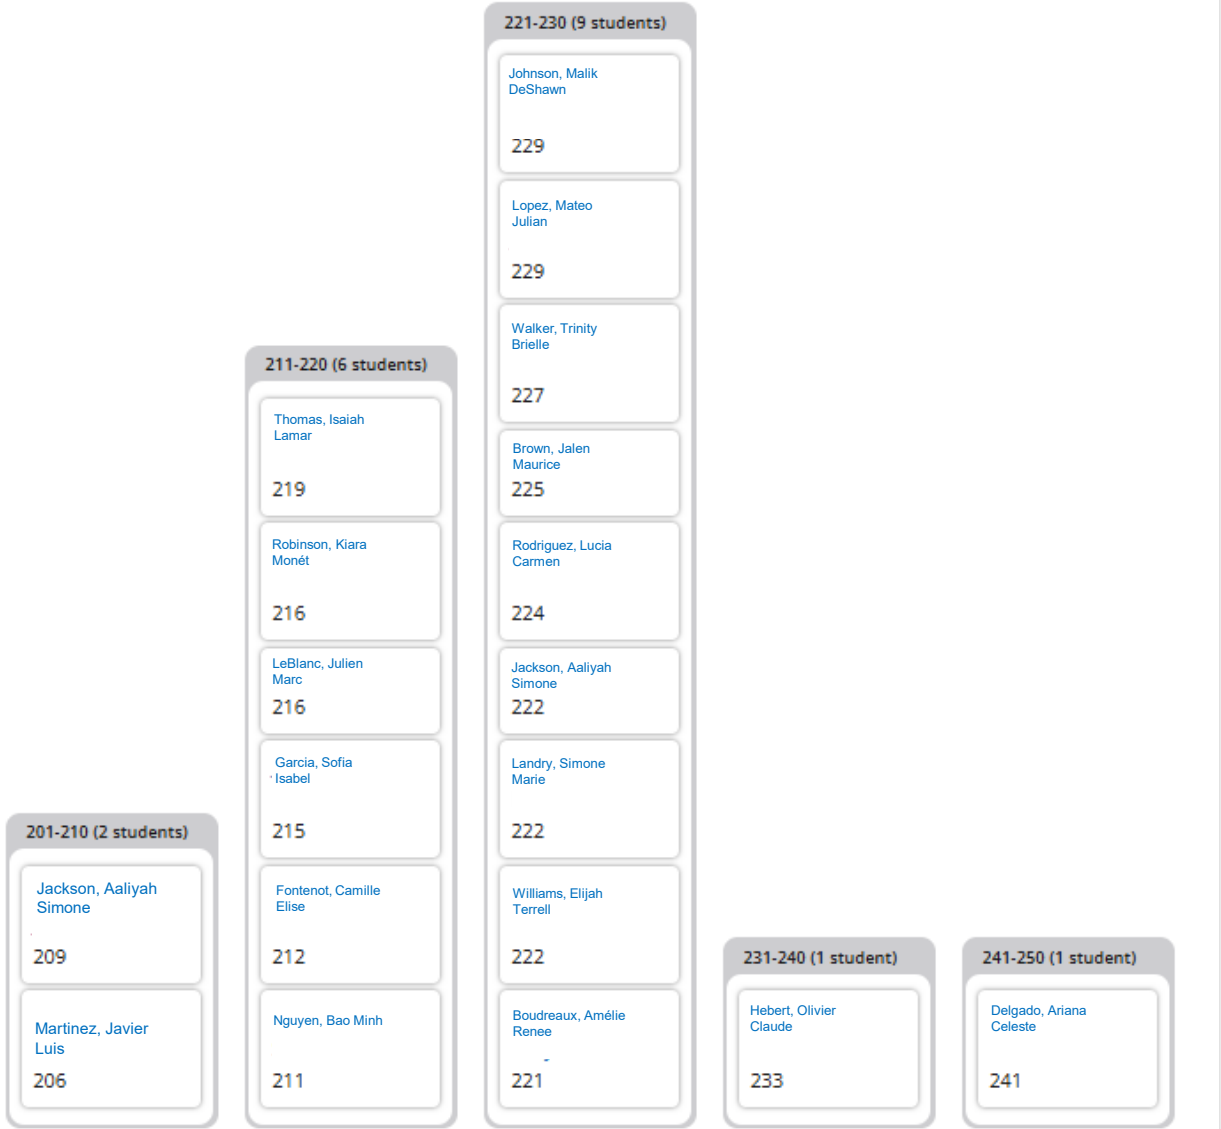 221-230 (9 students)
Johnson, Malik
DeShawn
229
Lopez, Mateo
Julian
229
Walker, Trinity
Brielle
227
Brown, Jalen
Maurice
225
Rodriguez, Lucia
Carmen
224
Jackson, Aaliyah
Simone
222
Landry, Simone
Marie
222
Williams, Elijah
Terrell
222
Boudreaux, Amélie
Renee
221
211-220 (6 students)
Thomas, Isaiah
Lamar
219
Robinson, Kiara
Monét
216
LeBlanc, Julien
Marc
216
Garcia, Sofia
Isabel
215
Fontenot, Camille
Elise
212
Nguyen, Bao Minh
211
201-210 (2 students)
Jackson, Aaliyah
Simone
209
Martinez, Javier
Luis
206
231-240 (1 student)
Hebert, Olivier
Claude
233
241-250 (1 student)
Delgado, Ariana
Celeste
241